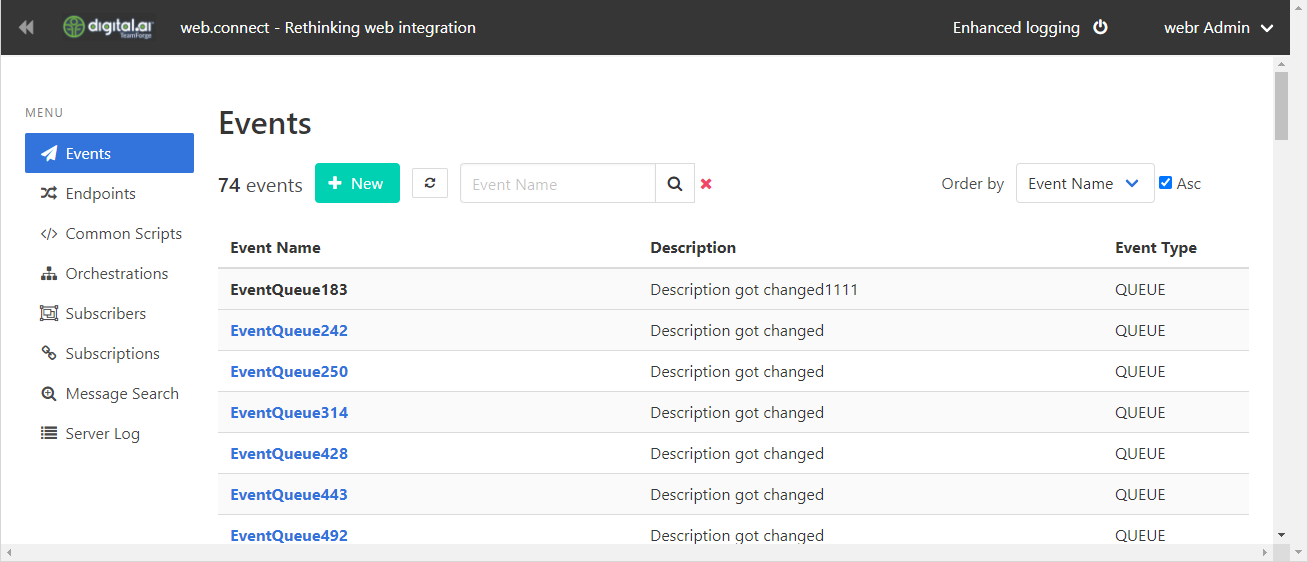 digital.ai
TeamForge
web.connect - Rethinking web integration
Enhanced logging
webr Admin
MENU
Events
Endpoints
Common Scripts
Orchestrations
Subscribers
Subscriptions
Message Search
Server Log
Events
74 events
New
Event Name
Order by
Event Name
Asc
Event Name Description Event Type
EventQueue183 Description got changed1111 QUEUE
EventQueue242 Description got changed QUEUE
EventQueue250 Description got changed QUEUE
EventQueue314 Description got changed QUEUE
EventQueue428 Description got changed QUEUE
EventQueue443 Description got changed QUEUE
EventQueue492 Description got changed QUEUE